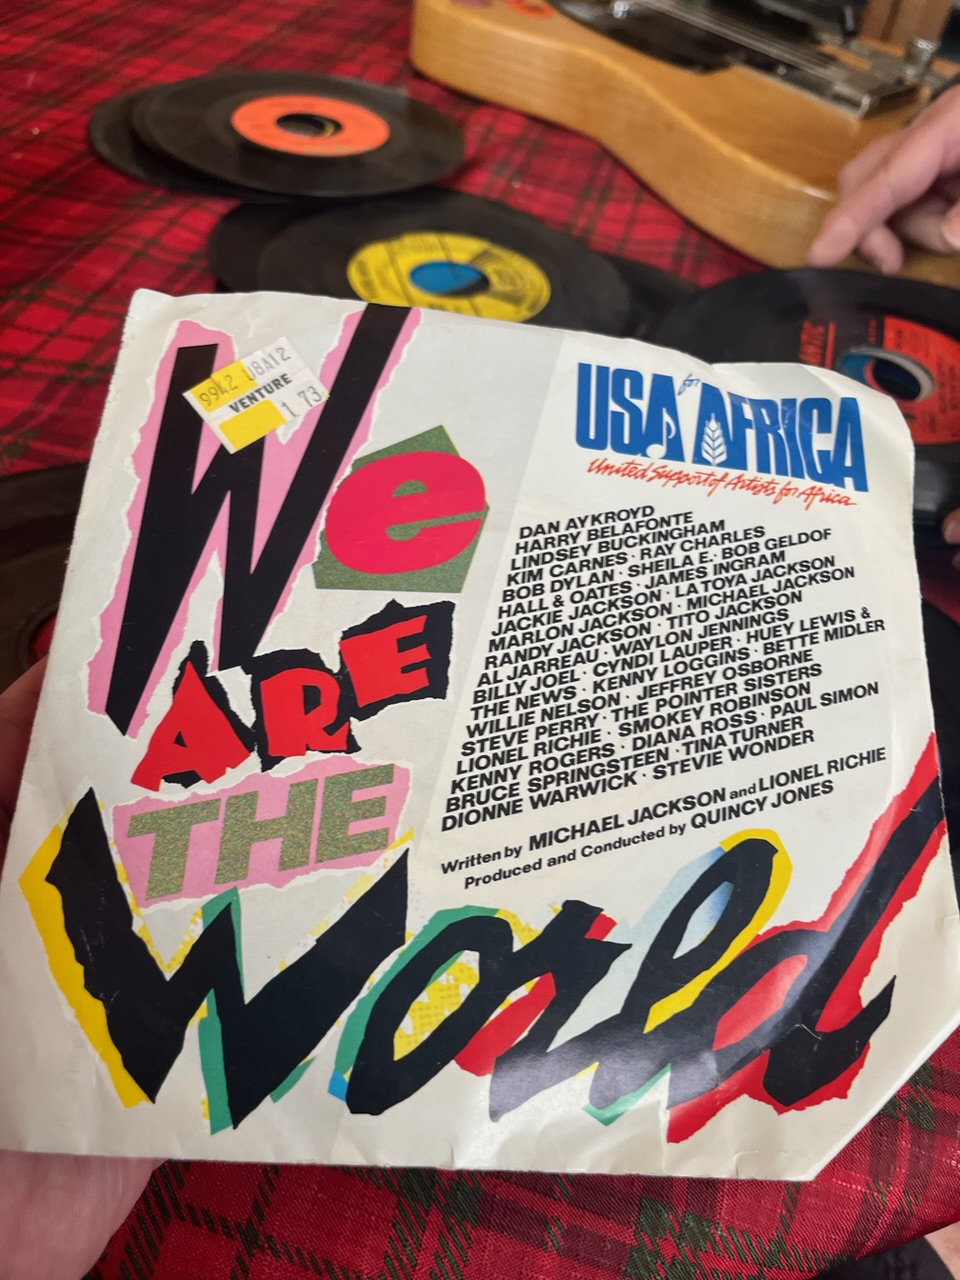 We
ARE
THE
World
9942 USA12
VENTURE
1.73
USA for AFRICA
United Support of Artists for Africa
DAN AYKROYD
HARRY BELAFONTE
LINDSEY BUCKINGHAM
KIM CARNES · RAY CHARLES
BOB DYLAN · SHEILA E. · BOB GELDOF
HALL & OATES · JAMES INGRAM
JACKIE JACKSON · LA TOYA JACKSON
MARLON JACKSON · MICHAEL JACKSON
RANDY JACKSON · TITO JACKSON
AL JARREAU · WAYLON JENNINGS
BILLY JOEL · CYNDI LAUPER · HUEY LEWIS &
THE NEWS · KENNY LOGGINS · BETTE MIDLER
WILLIE NELSON · JEFFREY OSBORNE
STEVE PERRY · THE POINTER SISTERS
LIONEL RICHIE · SMOKEY ROBINSON
KENNY ROGERS · DIANA ROSS · PAUL SIMON
BRUCE SPRINGSTEEN · TINA TURNER
DIONNE WARWICK · STEVIE WONDER
Written by MICHAEL JACKSON and LIONEL RICHIE
Produced and Conducted by QUINCY JONES